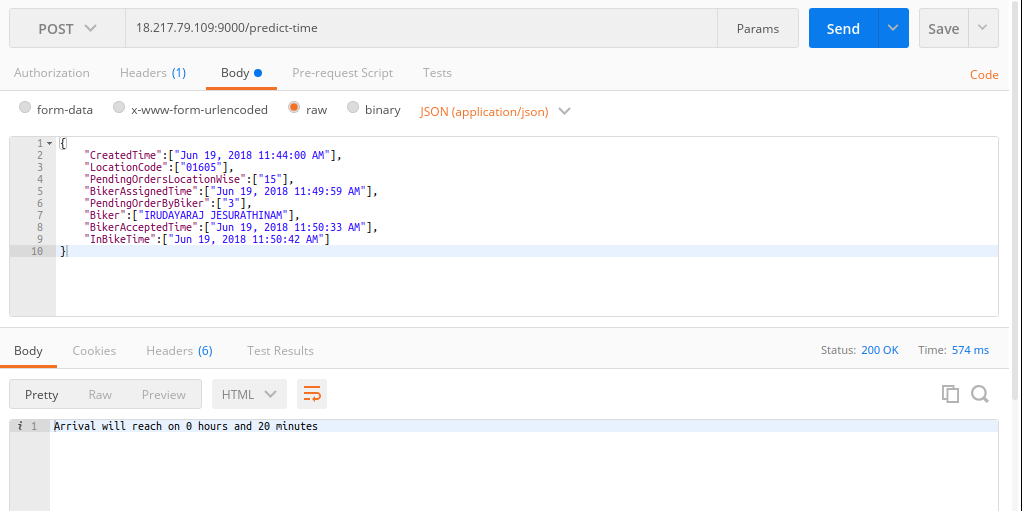 POST 18.217.79.109:9000/predict-time Params Send Save
Authorization Headers (1) Body Pre-request Script Tests Code
form-data x-www-form-urlencoded raw binary JSON (application/json)
1 {
2 "CreatedTime":["Jun 19, 2018 11:44:00 AM"],
3 "LocationCode":["01605"],
4 "PendingOrdersLocationWise":["15"],
5 "BikerAssignedTime":["Jun 19, 2018 11:49:59 AM"],
6 "PendingOrderByBiker":["3"],
7 "Biker":["IRUDAYARAJ JESURATHINAM"],
8 "BikerAcceptedTime":["Jun 19, 2018 11:50:33 AM"],
9 "InBikeTime":["Jun 19, 2018 11:50:42 AM"]
10 }
Body Cookies Headers (6) Test Results Status: 200 OK Time: 574 ms
Pretty Raw Preview HTML
i 1 Arrival will reach on 0 hours and 20 minutes